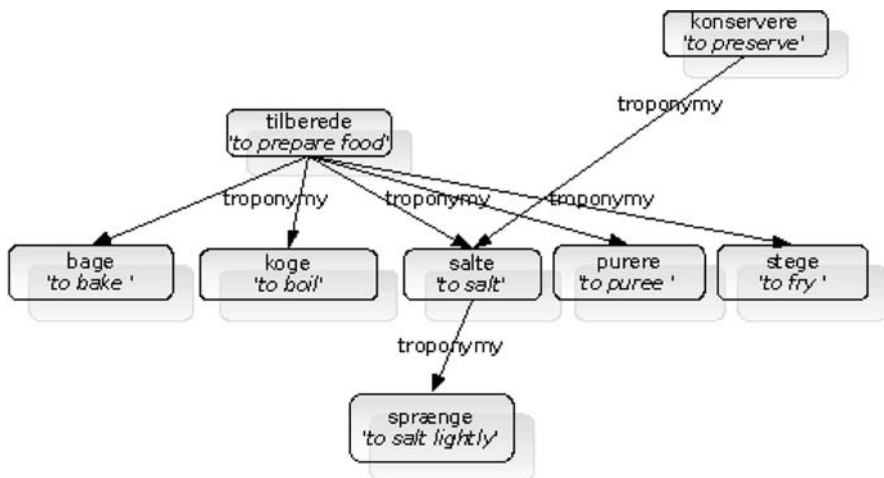 konservere
'to preserve'
troponymy
tilberede
'to prepare food'
troponymy
troponymy
troponymy
bage
'to bake '
koge
'to boil'
salte
'to salt'
purere
'to puree '
stege
'to fry '
troponymy
sprænge
'to salt lightly'